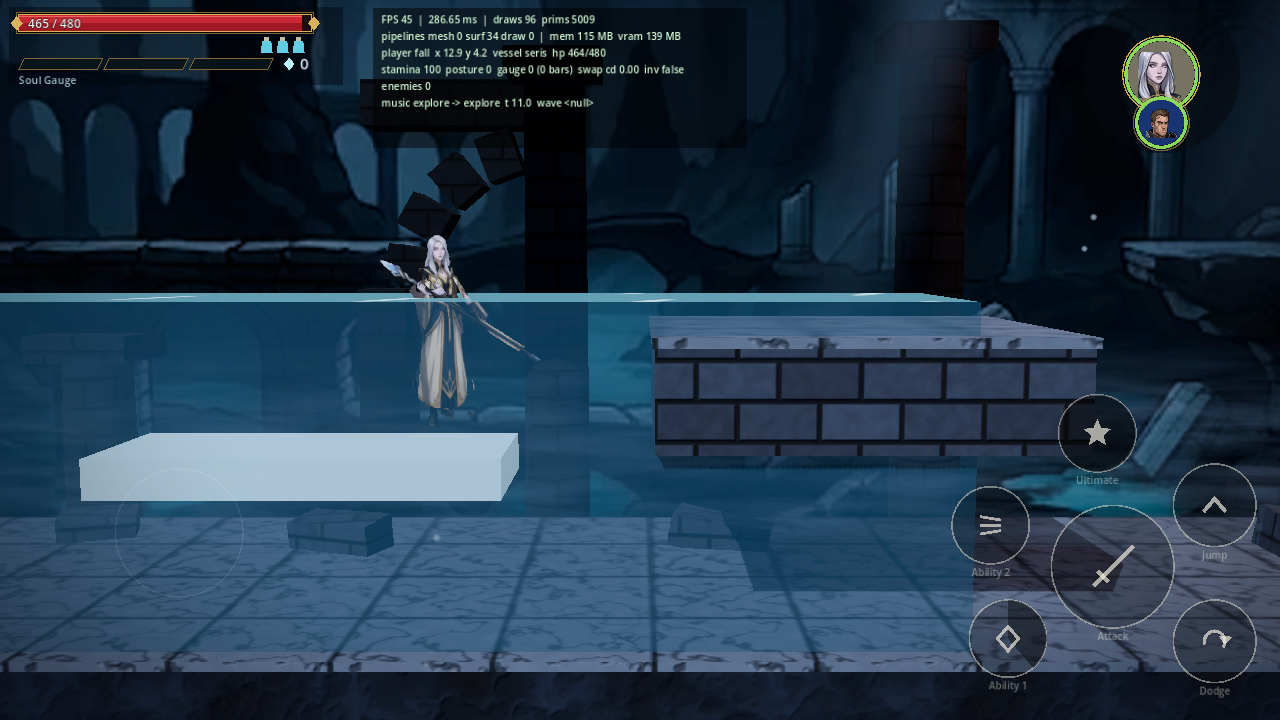 465 / 480
0
Soul Gauge
FPS 45 | 286.65 ms | draws 96 prims 5009
pipelines mesh 0 surf 34 draw 0 | mem 115 MB vram 139 MB
player fall x 12.9 y 4.2 vessel seris hp 464/480
stamina 100 posture 0 gauge 0 (0 bars) swap cd 0.00 inv false
enemies 0
music explore -> explore t 11.0 wave <null>
Ultimate
Jump
Ability 2
Attack
Ability 1
Dodge